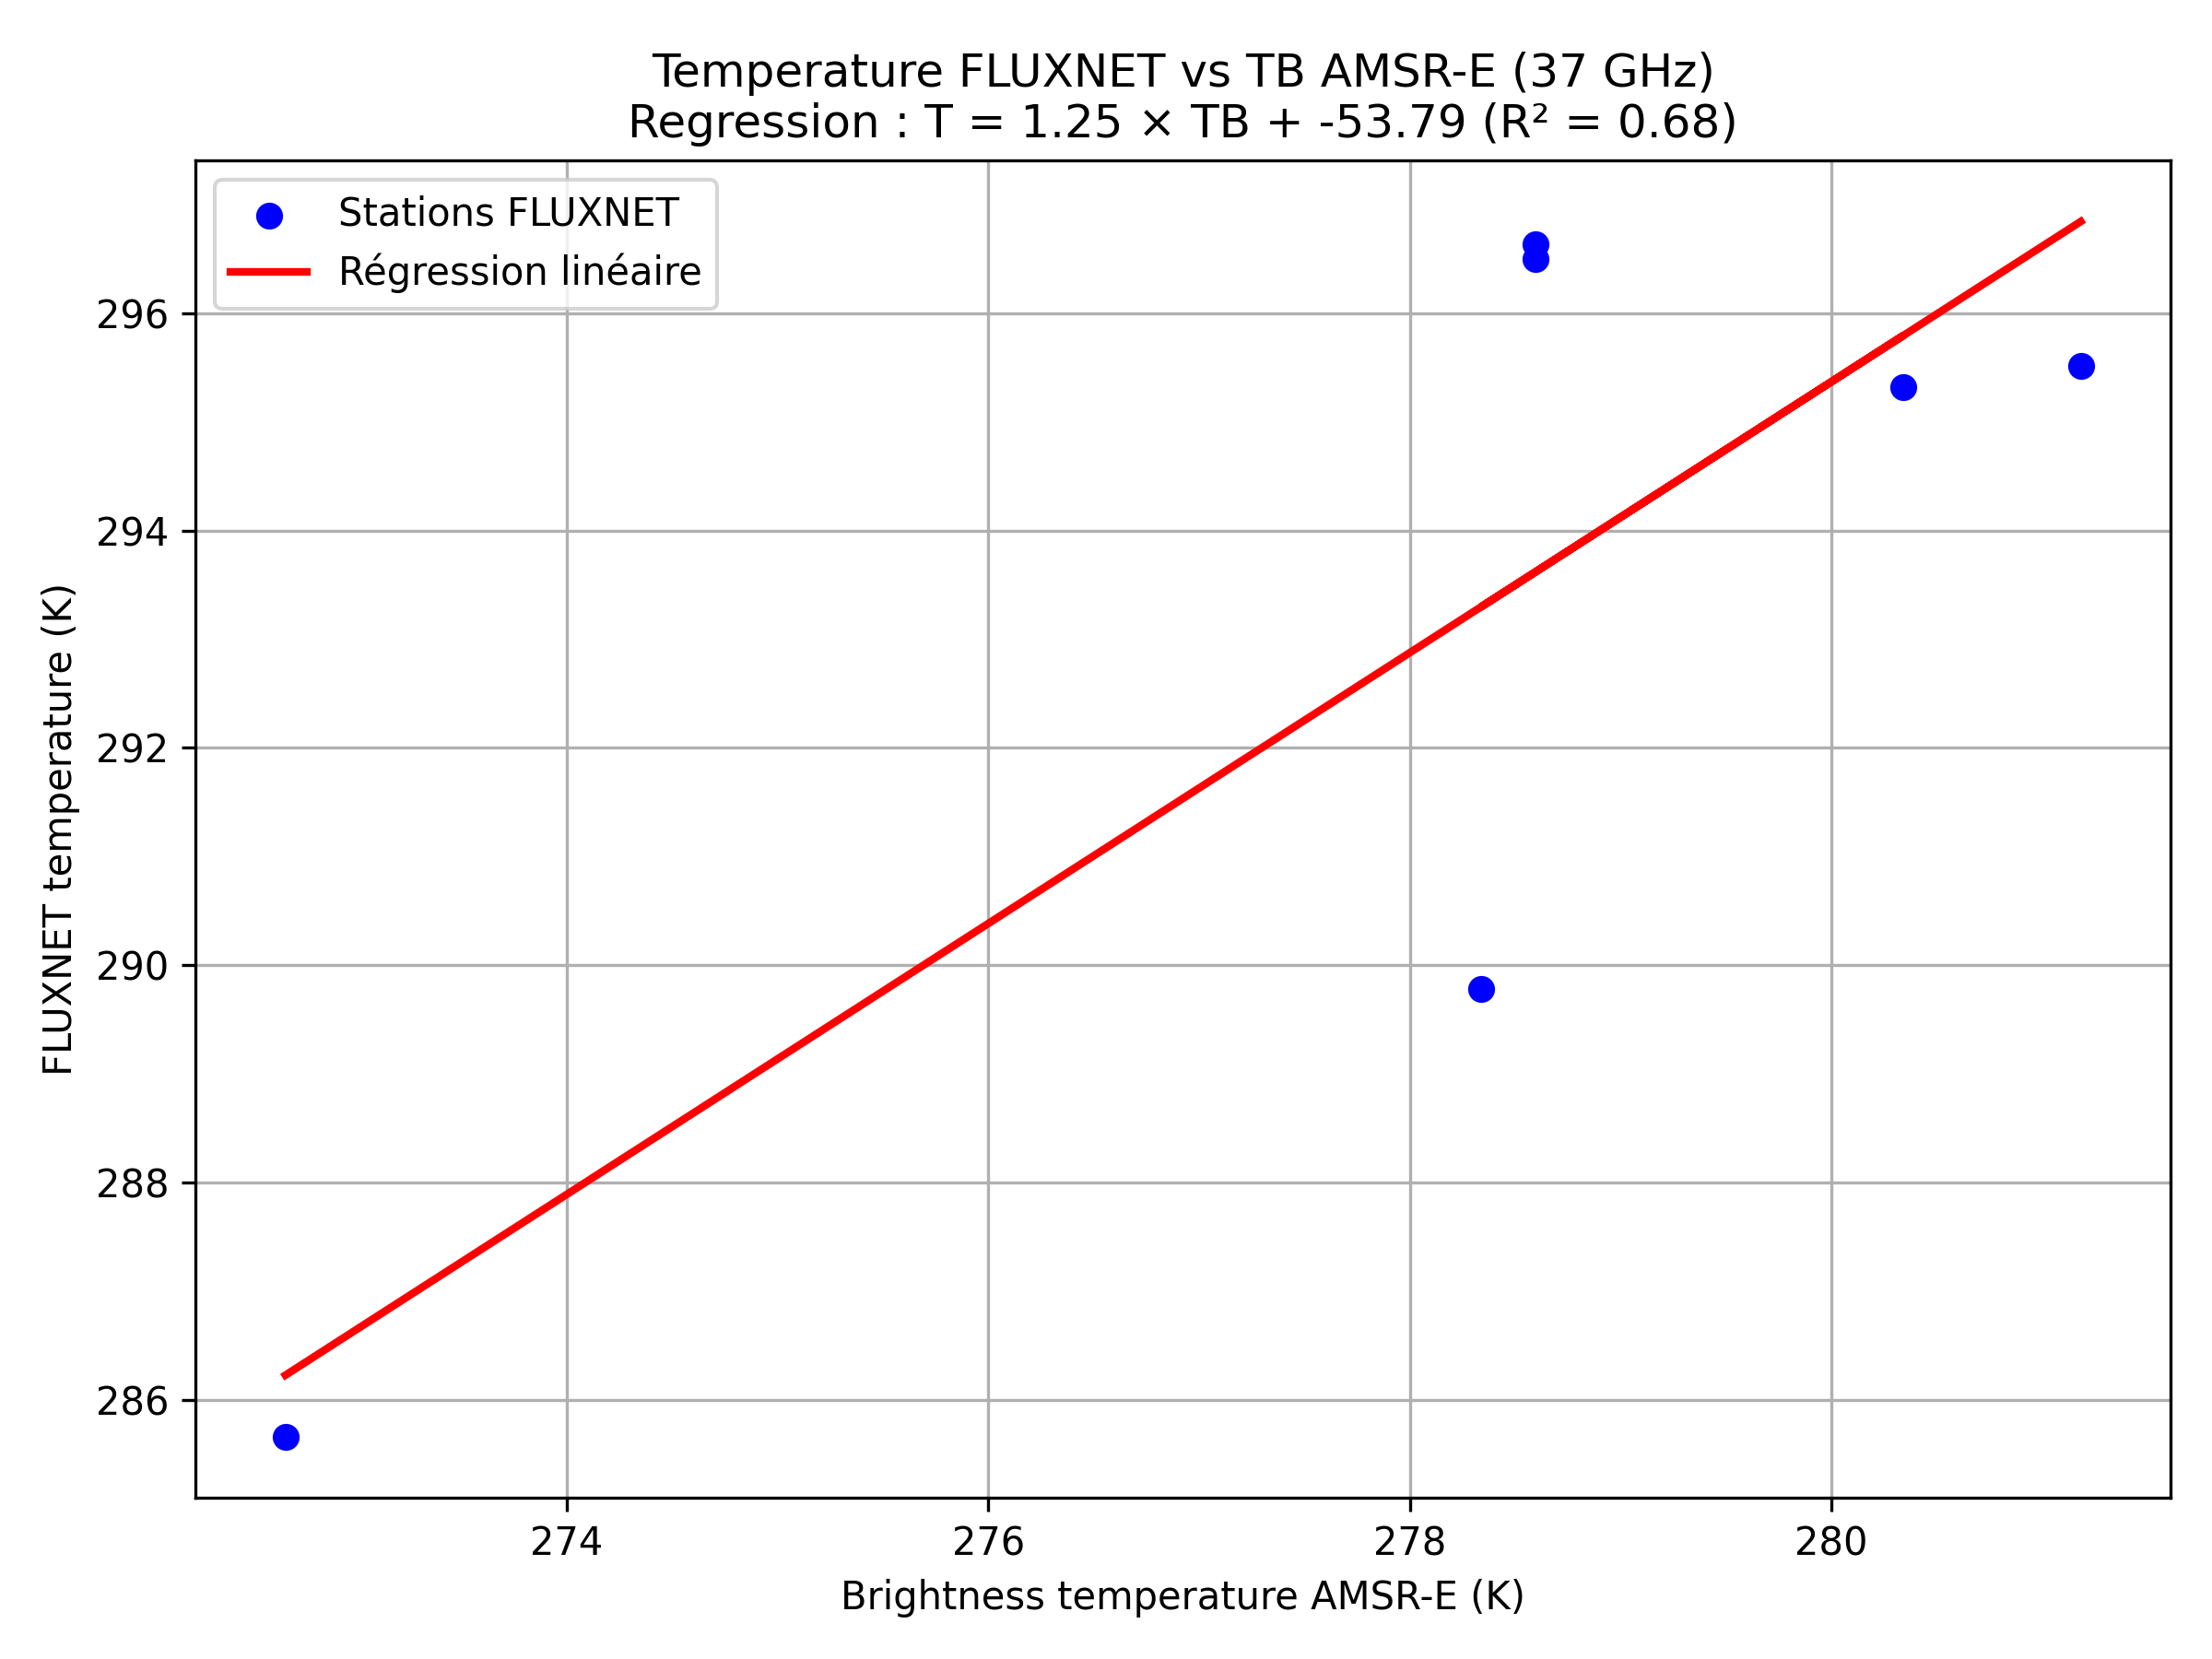 Temperature FLUXNET vs TB AMSR-E (37 GHz)
Regression : T = 1.25 × TB + -53.79 (R² = 0.68)
Stations FLUXNET
Régression linéaire
296
294
292
290
288
286
FLUXNET temperature (K)
274 276 278 280
Brightness temperature AMSR-E (K)